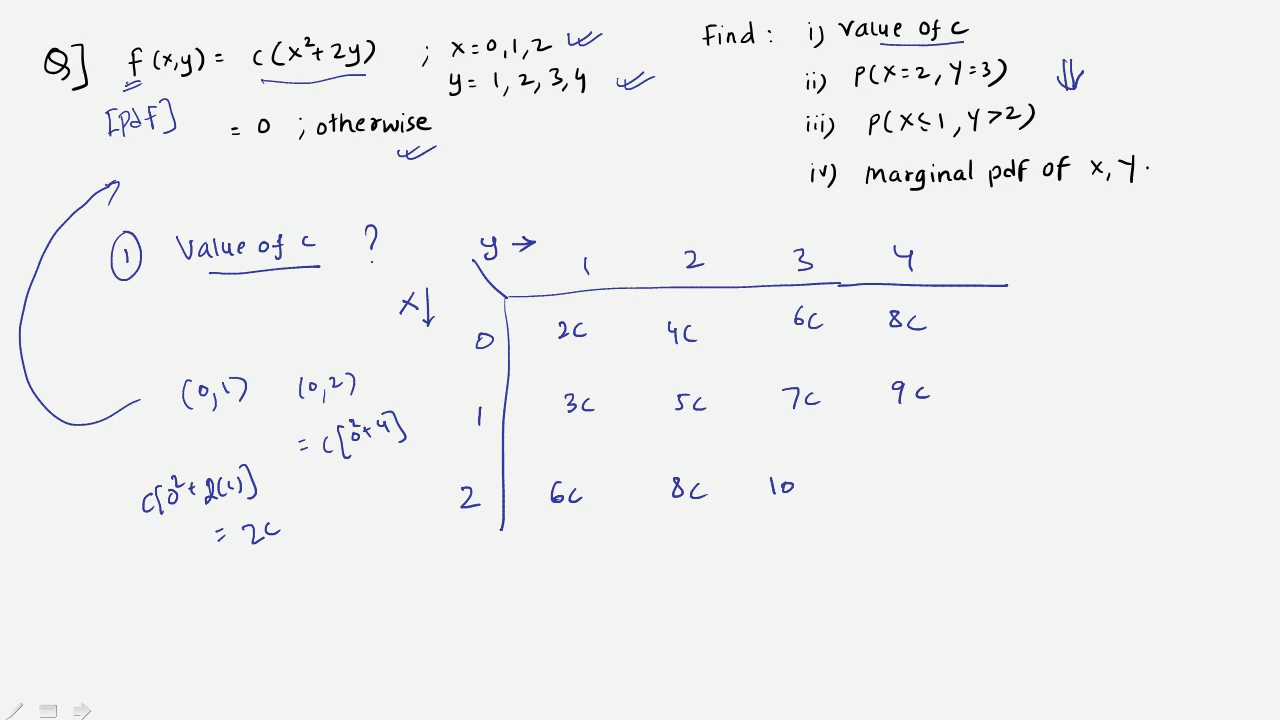 Q] f(x,y) = c(x²+2y) ; x=0,1,2
y= 1, 2, 3, 4
[pdf] = 0 ; otherwise
Find: i) value of c
ii) P(X=2, Y=3)
iii) P(X≤1, Y>2)
iv) marginal pdf of x, y.
① Value of c ?
y → 1 2 3 4
x↓
0 2c 4c 6c 8c
1 3c 5c 7c 9c
2 6c 8c 10
(0,1) (0,2)
= c[0²+4]
c[0²+2(1)]
= 2c